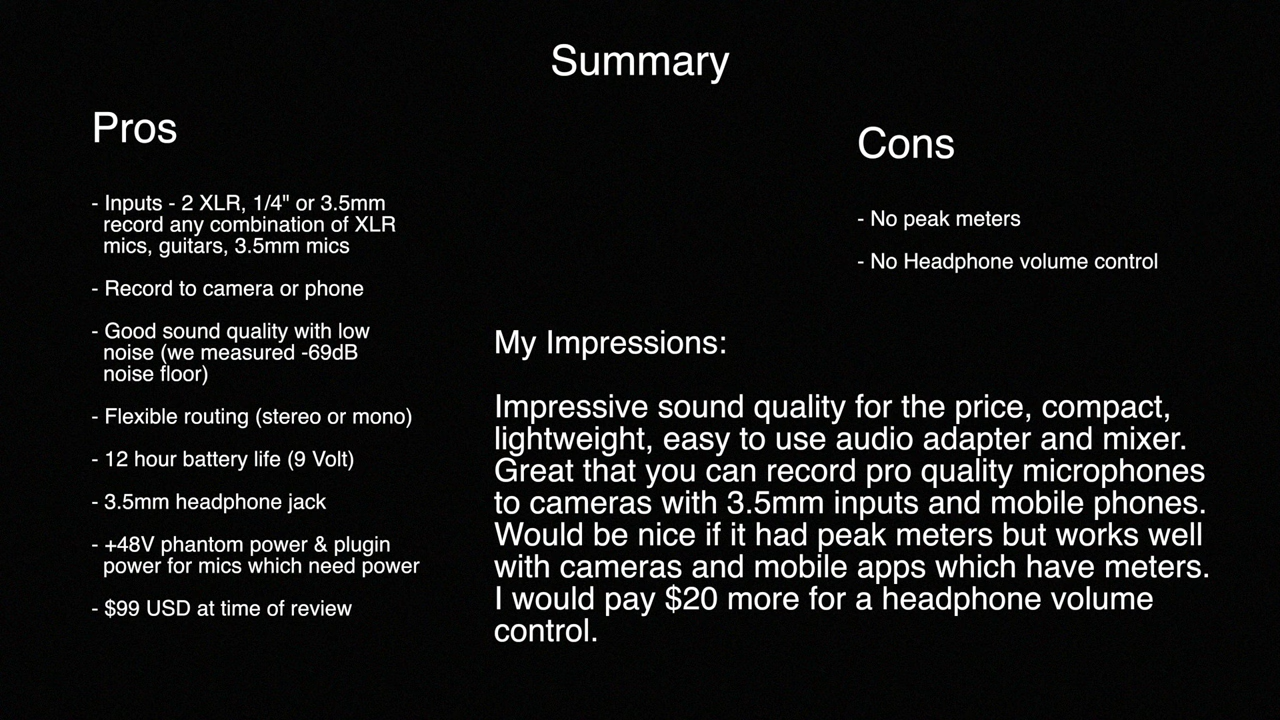 Summary
Pros
- Inputs - 2 XLR, 1/4" or 3.5mm
record any combination of XLR
mics, guitars, 3.5mm mics
- Record to camera or phone
- Good sound quality with low
noise (we measured -69dB
noise floor)
- Flexible routing (stereo or mono)
- 12 hour battery life (9 Volt)
- 3.5mm headphone jack
- +48V phantom power & plugin
power for mics which need power
- $99 USD at time of review
Cons
- No peak meters
- No Headphone volume control
My Impressions:
Impressive sound quality for the price, compact,
lightweight, easy to use audio adapter and mixer.
Great that you can record pro quality microphones
to cameras with 3.5mm inputs and mobile phones.
Would be nice if it had peak meters but works well
with cameras and mobile apps which have meters.
I would pay $20 more for a headphone volume
control.